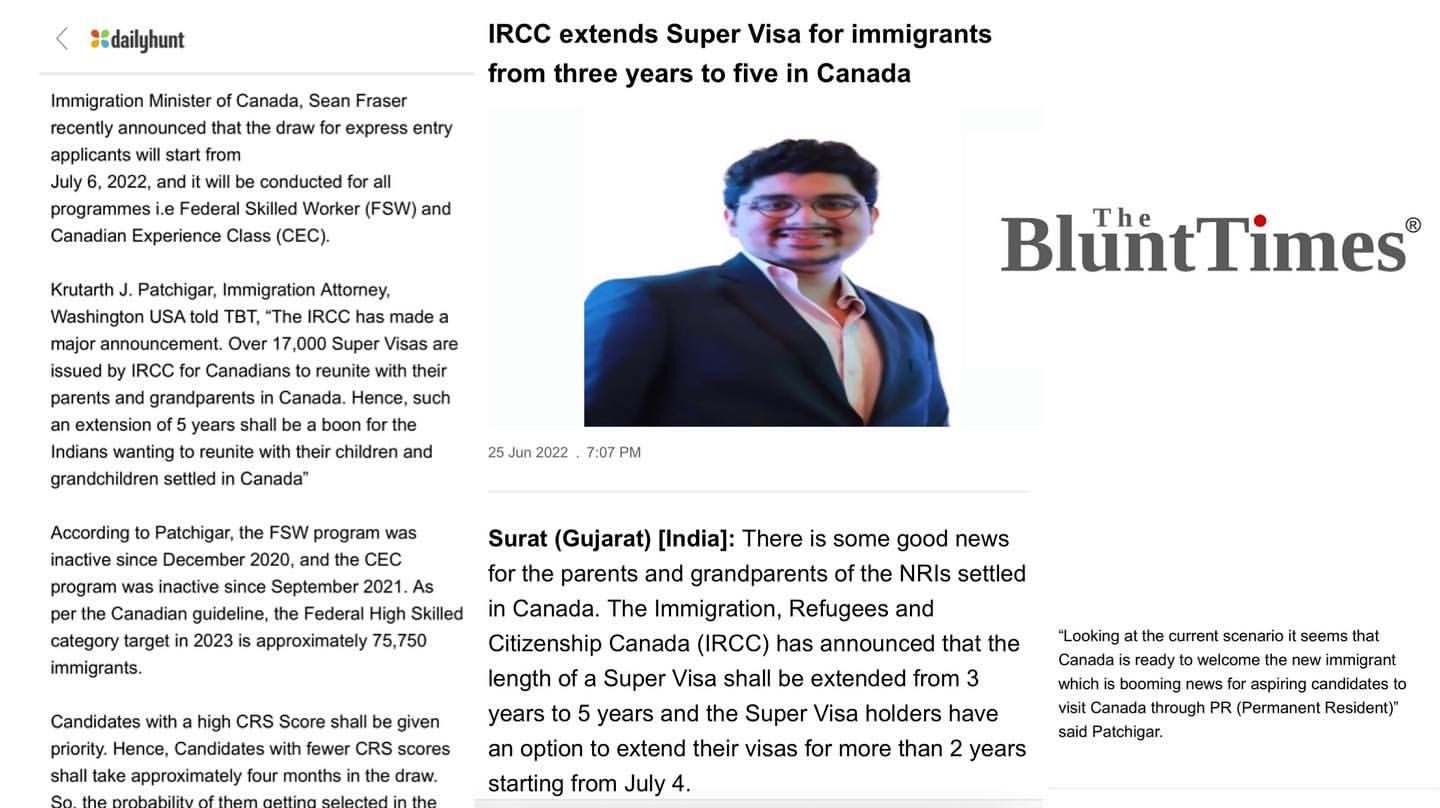 dailyhunt
Immigration Minister of Canada, Sean Fraser
recently announced that the draw for express entry
applicants will start from
July 6, 2022, and it will be conducted for all
programmes i.e Federal Skilled Worker (FSW) and
Canadian Experience Class (CEC).
Krutarth J. Patchigar, Immigration Attorney,
Washington USA told TBT, “The IRCC has made a
major announcement. Over 17,000 Super Visas are
issued by IRCC for Canadians to reunite with their
parents and grandparents in Canada. Hence, such
an extension of 5 years shall be a boon for the
Indians wanting to reunite with their children and
grandchildren settled in Canada”
According to Patchigar, the FSW program was
inactive since December 2020, and the CEC
program was inactive since September 2021. As
per the Canadian guideline, the Federal High Skilled
category target in 2023 is approximately 75,750
immigrants.
Candidates with a high CRS Score shall be given
priority. Hence, Candidates with fewer CRS scores
shall take approximately four months in the draw.
So, the probability of them getting selected in the
IRCC extends Super Visa for immigrants
from three years to five in Canada
25 Jun 2022 . 7:07 PM
Surat (Gujarat) [India]: There is some good news
for the parents and grandparents of the NRIs settled
in Canada. The Immigration, Refugees and
Citizenship Canada (IRCC) has announced that the
length of a Super Visa shall be extended from 3
years to 5 years and the Super Visa holders have
an option to extend their visas for more than 2 years
starting from July 4.
The
BluntTimes®
“Looking at the current scenario it seems that
Canada is ready to welcome the new immigrant
which is booming news for aspiring candidates to
visit Canada through PR (Permanent Resident)”
said Patchigar.